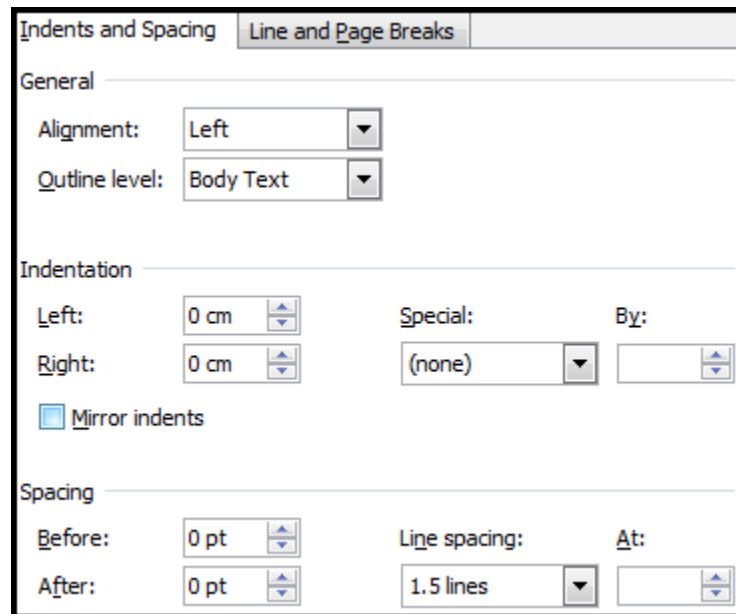 Indents and Spacing Line and Page Breaks
General
Alignment: Left
Outline level: Body Text
Indentation
Left: 0 cm Special: By:
Right: 0 cm (none)
Mirror indents
Spacing
Before: 0 pt Line spacing: At:
After: 0 pt 1.5 lines